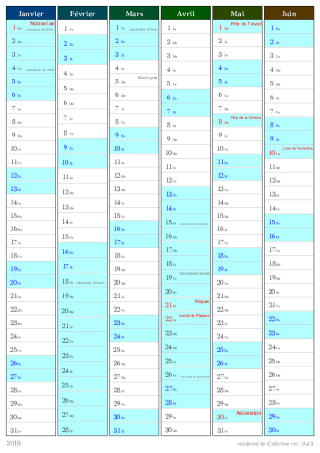 Janvier
1 Ma Nouvel an
2 Me
3 Je
4 Ve
5 Sa
6 Di
7 Lu
8 Ma
9 Me
10 Je
11 Ve
12 Sa
13 Di
14 Lu
15 Ma
16 Me
17 Je
18 Ve
19 Sa
20 Di
21 Lu
22 Ma
23 Me
24 Je
25 Ve
26 Sa
27 Di
28 Lu
29 Ma
30 Me
31 Je
Février
1 Ve
2 Sa
3 Di
4 Lu
5 Ma
6 Me
7 Je
8 Ve
9 Sa
10 Di
11 Lu
12 Ma
13 Me
14 Je
15 Ve
16 Sa
17 Di
18 Lu
19 Ma
20 Me
21 Je
22 Ve
23 Sa
24 Di
25 Lu
26 Ma
27 Me
28 Je
Mars
1 Ve
2 Sa
3 Di
4 Lu
5 Ma Mardi gras
6 Me
7 Je
8 Ve
9 Sa
10 Di
11 Lu
12 Ma
13 Me
14 Je
15 Ve
16 Sa
17 Di
18 Lu
19 Ma
20 Me
21 Je
22 Ve
23 Sa
24 Di
25 Lu
26 Ma
27 Me
28 Je
29 Ve
30 Sa
31 Di
Avril
1 Lu
2 Ma
3 Me
4 Je
5 Ve
6 Sa
7 Di
8 Lu
9 Ma
10 Me
11 Je
12 Ve
13 Sa
14 Di
15 Lu
16 Ma
17 Me
18 Je
19 Ve Vendredi saint
20 Sa
21 Di Pâques
22 Lu Lundi de Pâques
23 Ma
24 Me
25 Je
26 Ve
27 Sa
28 Di
29 Lu
30 Ma
Mai
1 Me Fête du Travail
2 Je
3 Ve
4 Sa
5 Di
6 Lu
7 Ma
8 Me Fête de la Victoire
9 Je
10 Ve
11 Sa
12 Di
13 Lu
14 Ma
15 Me
16 Je
17 Ve
18 Sa
19 Di
20 Lu
21 Ma
22 Me
23 Je
24 Ve
25 Sa
26 Di
27 Lu
28 Ma
29 Me
30 Je Ascension
31 Ve
Juin
1 Sa
2 Di
3 Lu
4 Ma
5 Me
6 Je
7 Ve
8 Sa
9 Di
10 Lu Lundi de Pentecôte
11 Ma
12 Me
13 Je
14 Ve
15 Sa
16 Di
17 Lu
18 Ma
19 Me
20 Je
21 Ve
22 Sa
23 Di
24 Lu
25 Ma
26 Me
27 Je
28 Ve
29 Sa
30 Di
2019